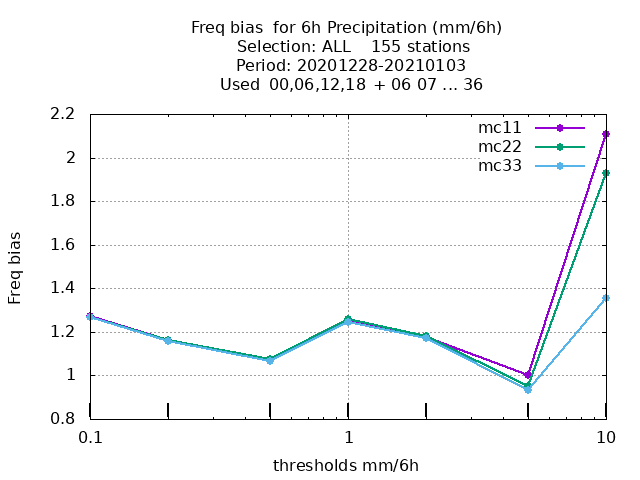 Freq bias  for 6h Precipitation (mm/6h)
Selection: ALL    155 stations
Period: 20201228-20210103
Used  00,06,12,18  + 06 07 ... 36
mc11
mc22
mc33
2.2
2
1.8
1.6
1.4
1.2
1
0.8
Freq bias
0.1
1
10
thresholds mm/6h